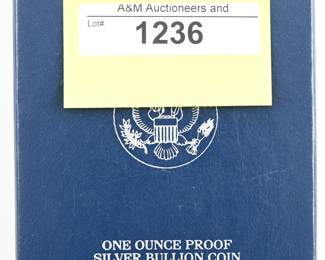 A&M Auctioneers and
Lot#.
1236
ONE OUNCE PROOF
SILVER BULLION COIN